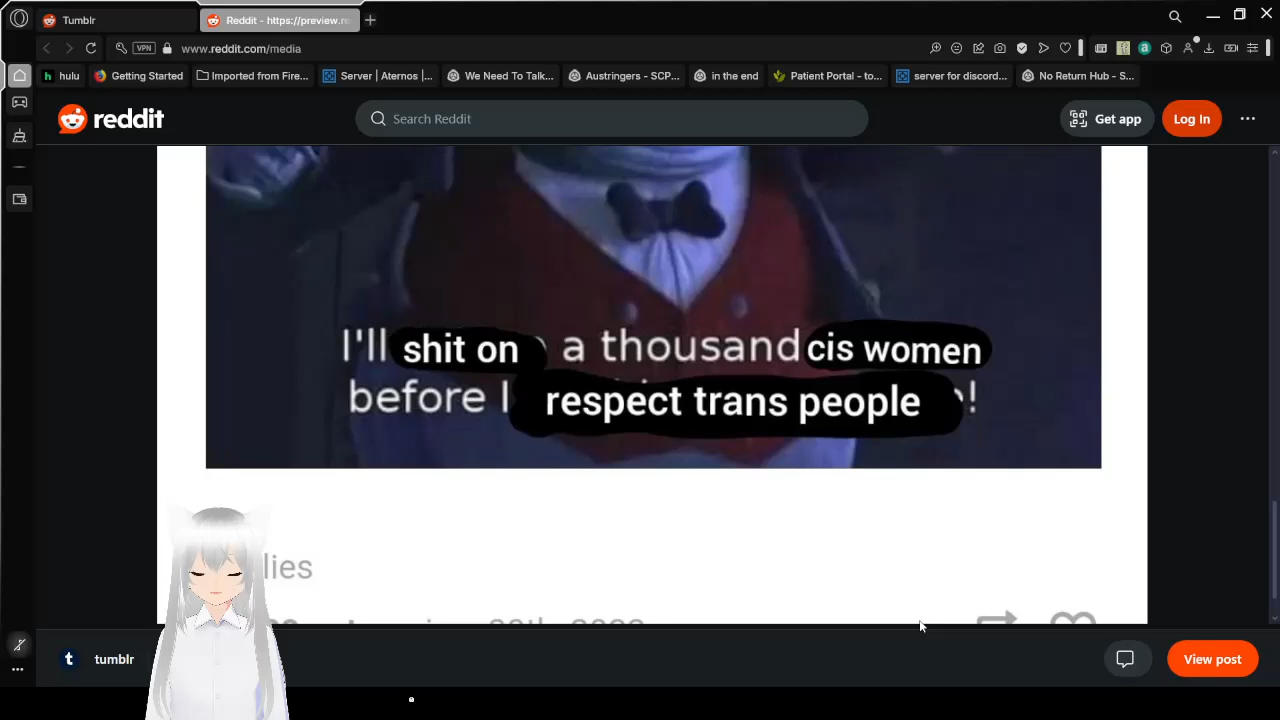 Tumblr
Reddit - https://preview.re
VPN
www.reddit.com/media
hulu
Getting Started
Imported from Fire...
Server | Aternos |...
We Need To Talk...
Austringers - SCP...
in the end
Patient Portal - to...
server for discord...
No Return Hub - S...
reddit
Search Reddit
Get app
Log In
I'll shit on a thousand cis women
before I respect trans people !
lies
t
tumblr
View post